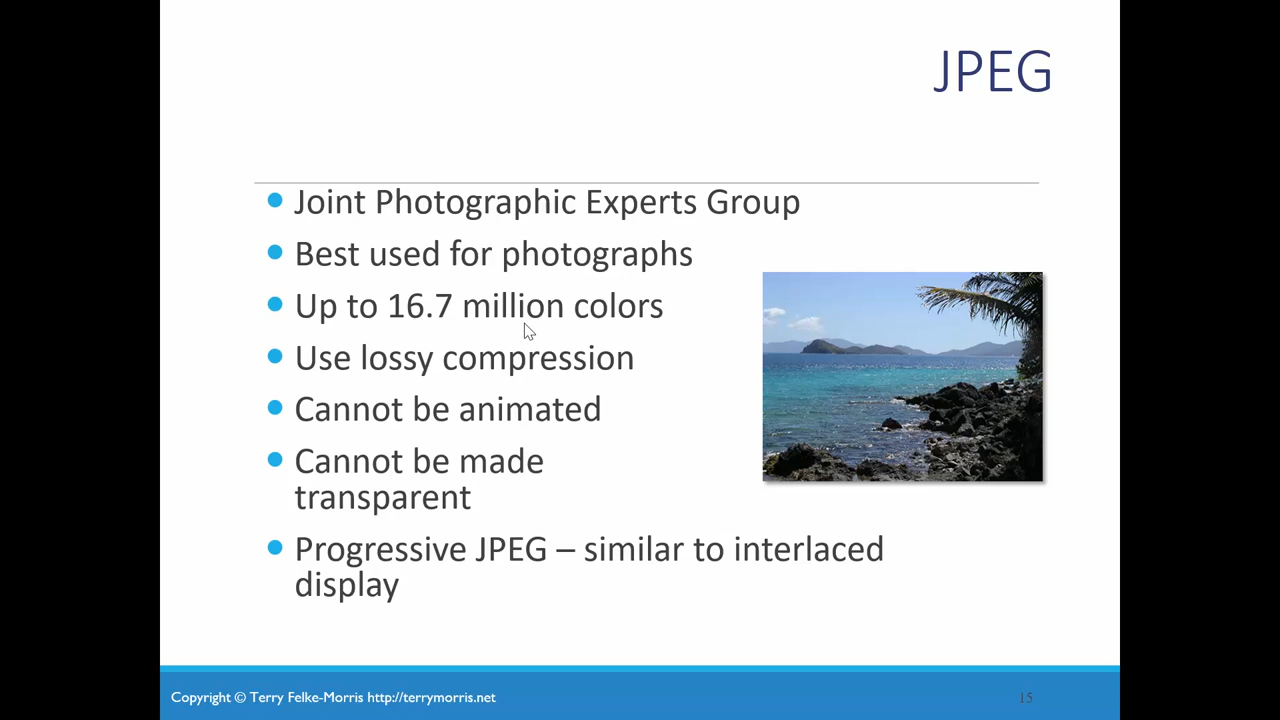 JPEG
Joint Photographic Experts Group
Best used for photographs
Up to 16.7 million colors
Use lossy compression
Cannot be animated
Cannot be made
transparent
Progressive JPEG – similar to interlaced
display
Copyright © Terry Felke-Morris http://terrymorris.net
15